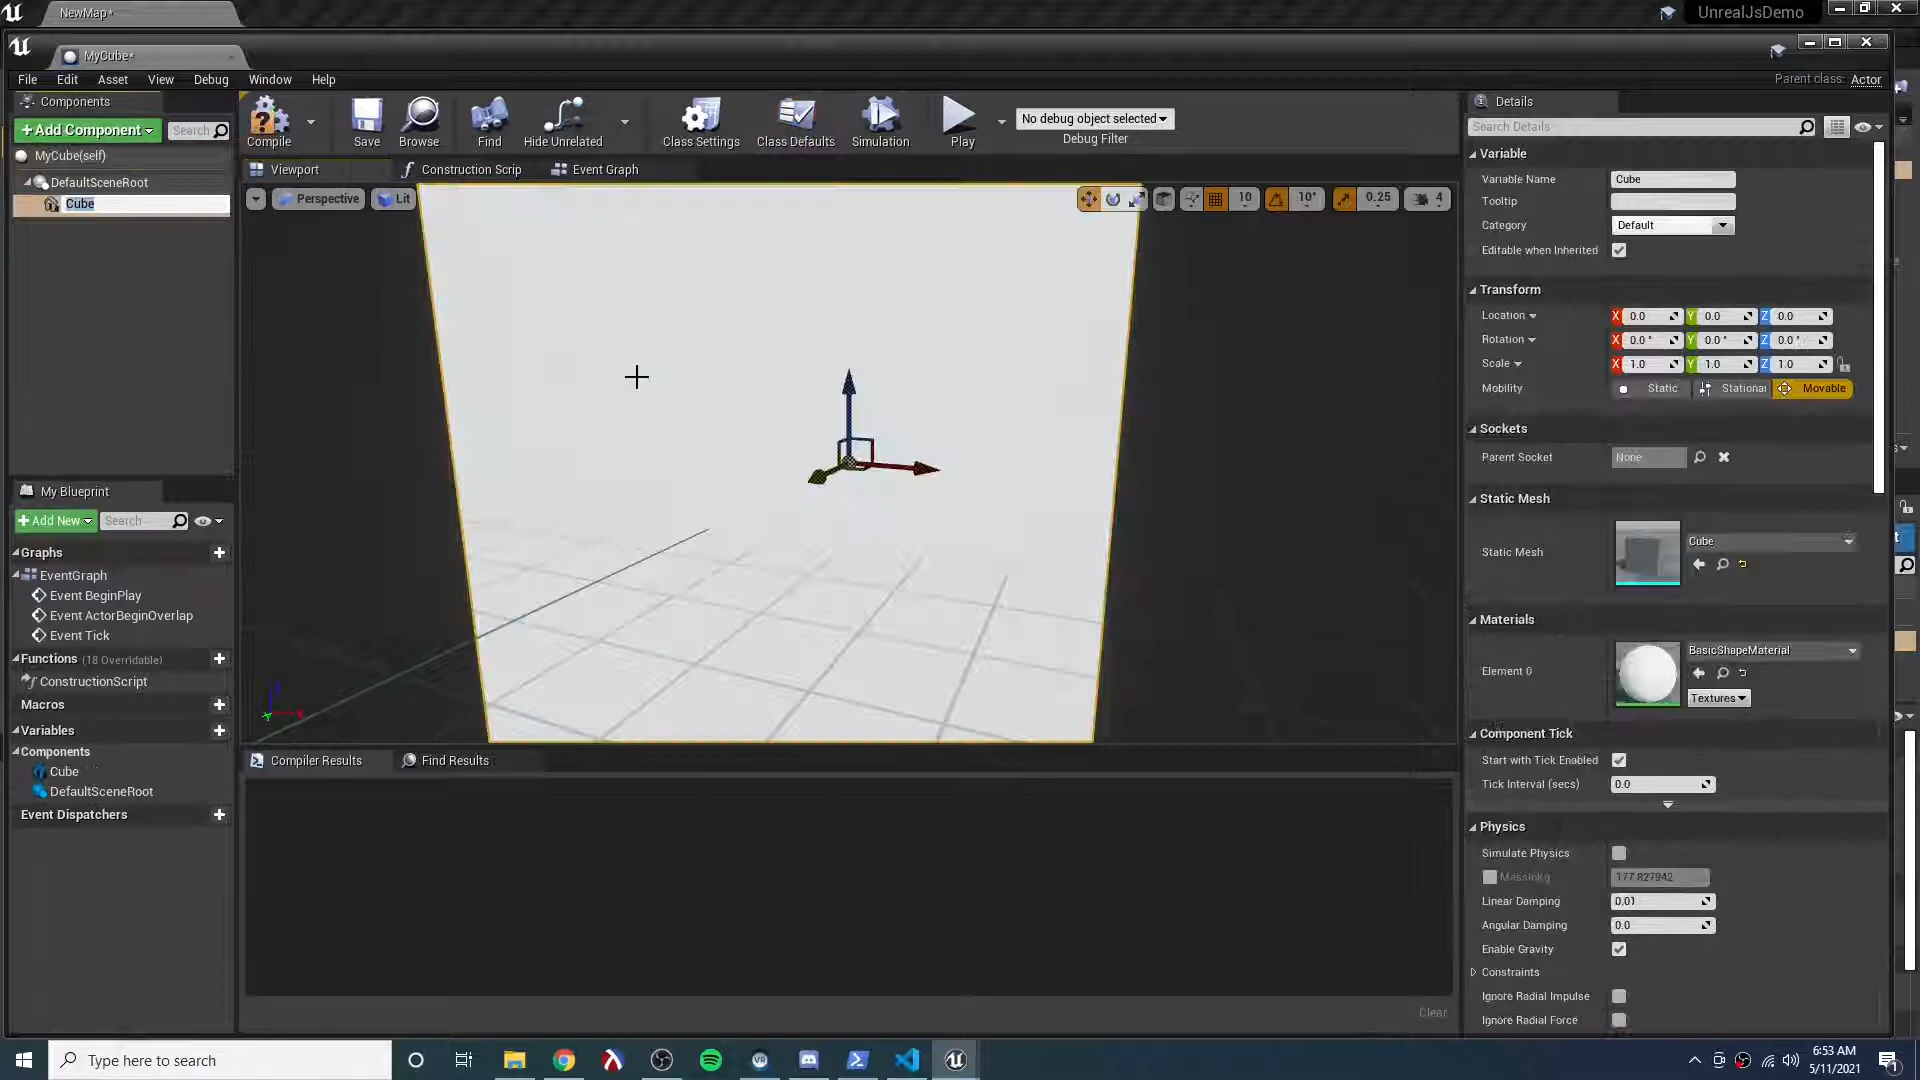 NewMap*
UnrealJsDemo
MyCube*
File Edit Asset View Debug Window Help
Parent class: Actor
Components
+Add Component
Search
MyCube(self)
DefaultSceneRoot
Cube
Compile
Save
Browse
Find
Hide Unrelated
Class Settings
Class Defaults
Simulation
Play
No debug object selected
Debug Filter
Viewport
Construction Scrip
Event Graph
Perspective
Lit
10
10°
0.25
4
My Blueprint
+Add New
Search
Graphs
EventGraph
Event BeginPlay
Event ActorBeginOverlap
Event Tick
Functions (18 Overridable)
ConstructionScript
Macros
Variables
Components
Cube
DefaultSceneRoot
Event Dispatchers
Compiler Results
Find Results
Clear
Details
Search Details
Variable
Variable Name Cube
Tooltip
Category Default
Editable when Inherited
Transform
Location X 0.0 Y 0.0 Z 0.0
Rotation X 0.0° Y 0.0° Z 0.0°
Scale X 1.0 Y 1.0 Z 1.0
Mobility Static Stationar Movable
Sockets
Parent Socket None
Static Mesh
Static Mesh Cube
Materials
Element 0 BasicShapeMaterial
Textures
Component Tick
Start with Tick Enabled
Tick Interval (secs) 0.0
Physics
Simulate Physics
177.827942
Linear Damping 0.01
Angular Damping 0.0
Enable Gravity
Constraints
Ignore Radial Impulse
Ignore Radial Force
Type here to search
6:53 AM
5/11/2021